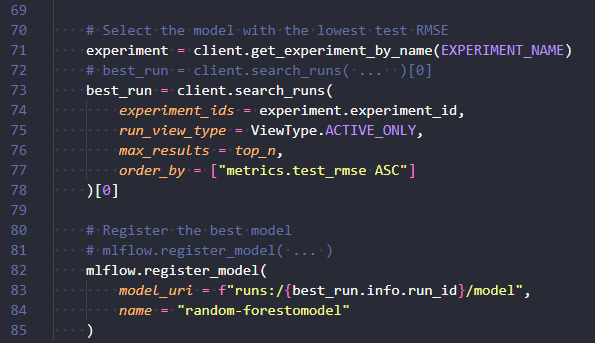 69
70 # Select the model with the lowest test RMSE
71 experiment = client.get_experiment_by_name(EXPERIMENT_NAME)
72 # best_run = client.search_runs( ... )[0]
73 best_run = client.search_runs(
74 experiment_ids = experiment.experiment_id,
75 run_view_type = ViewType.ACTIVE_ONLY,
76 max_results = top_n,
77 order_by = ["metrics.test_rmse ASC"]
78 )[0]
79
80 # Register the best model
81 # mlflow.register_model( ... )
82 mlflow.register_model(
83 model_uri = f"runs:/{best_run.info.run_id}/model",
84 name = "random-forestomodel"
85 )